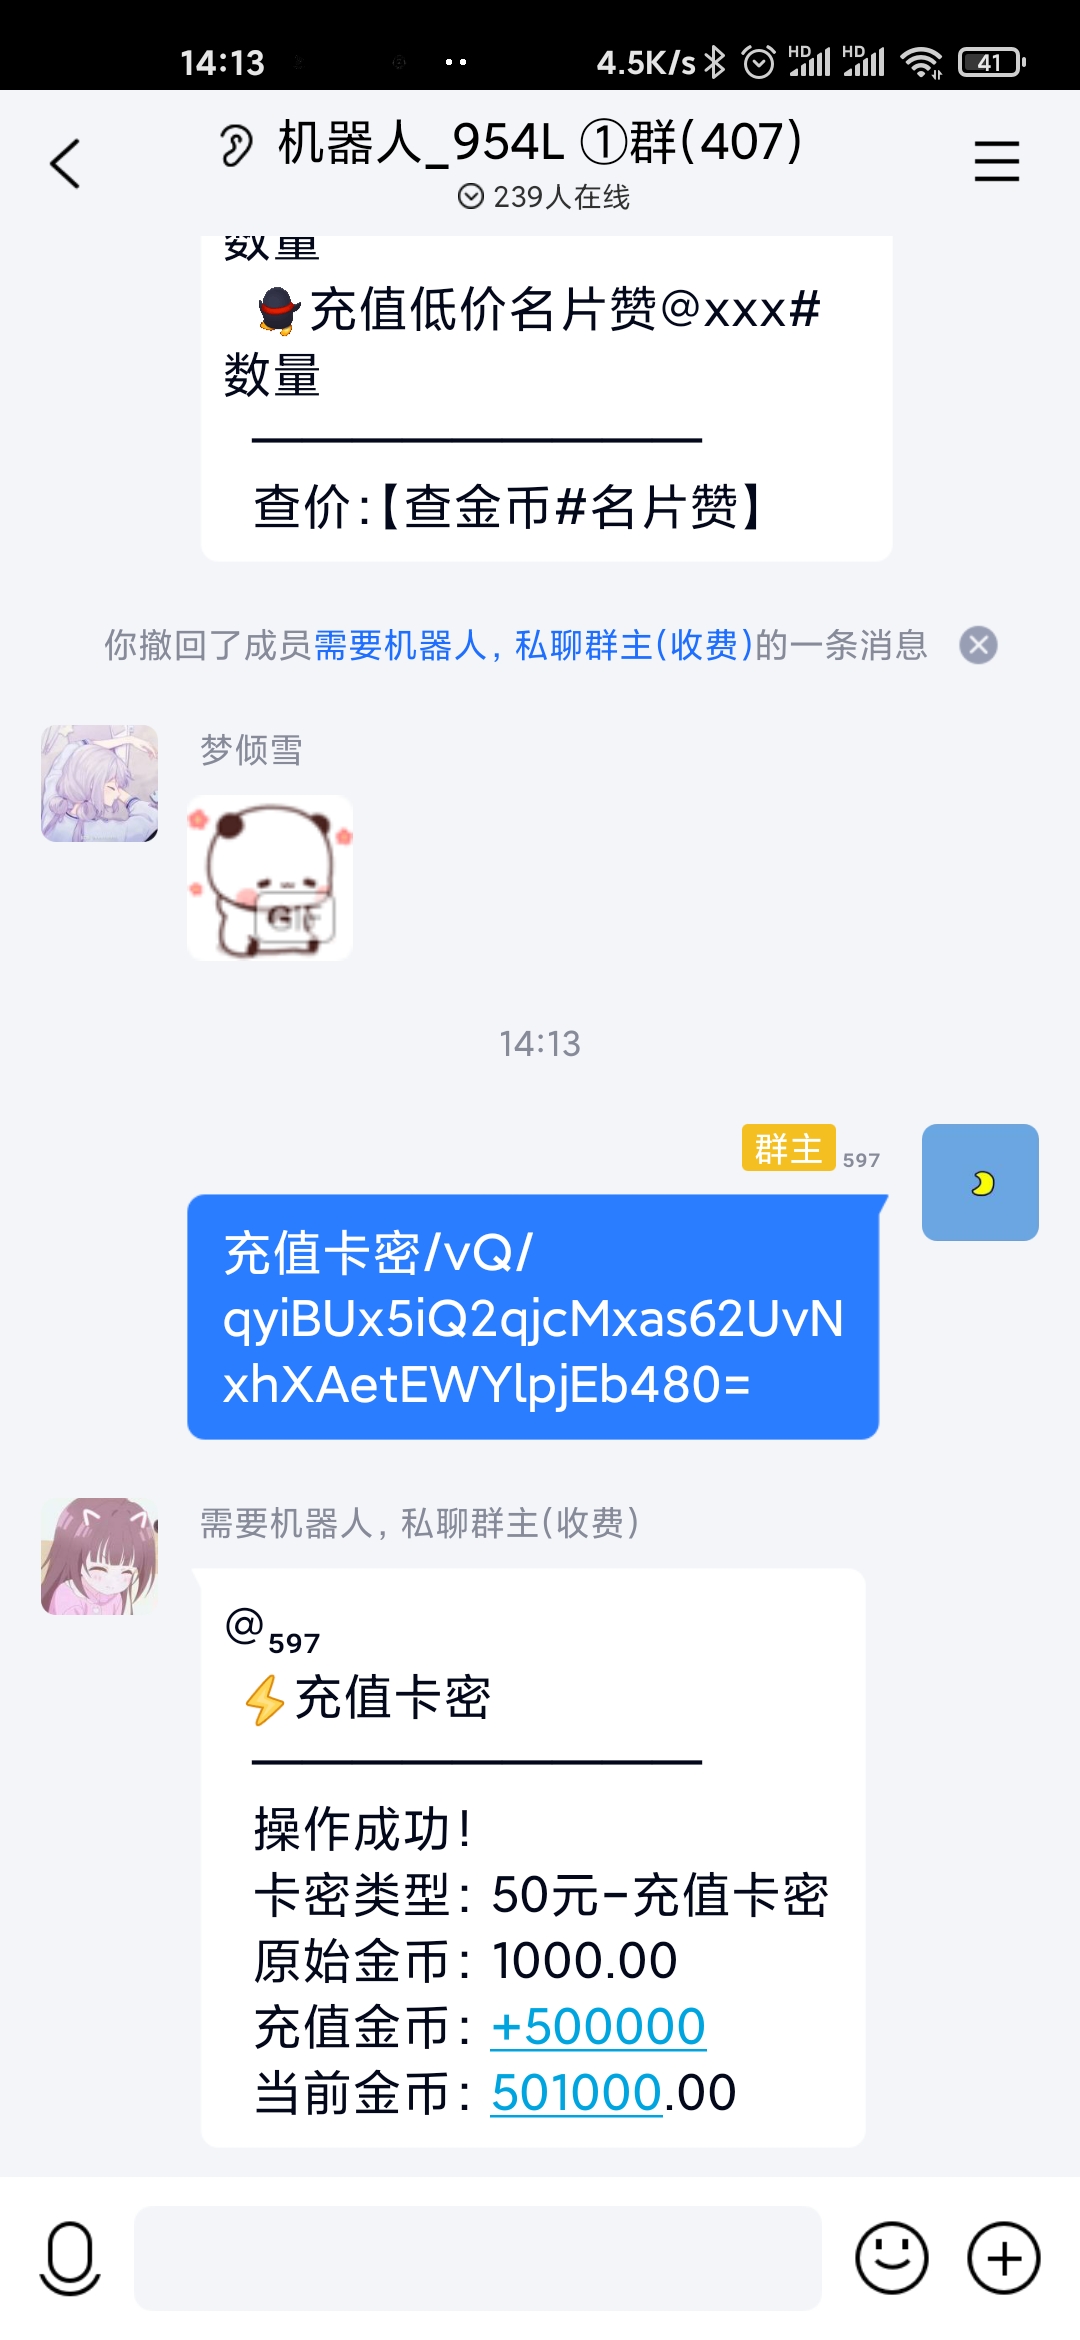 14:13
4.5K/s
HD
HD
41
机器人_954L ①群(407)
239人在线
数量
充值低价名片赞@xxx#
数量
查价:【查金币#名片赞】
你撤回了成员需要机器人, 私聊群主(收费)的一条消息
梦倾雪
GIF
14:13
群主 597
充值卡密/vQ/
qyiBUx5iQ2qjcMxas62UvN
xhXAetEWYlpjEb480=
需要机器人, 私聊群主(收费)
@597
⚡充值卡密
操作成功!
卡密类型: 50元-充值卡密
原始金币: 1000.00
充值金币: +500000
当前金币: 501000.00